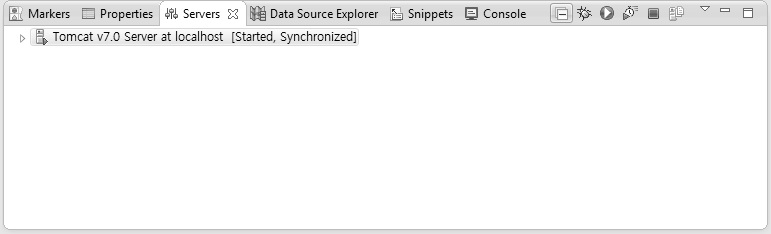 Markers Properties Servers Data Source Explorer Snippets Console
Tomcat v7.0 Server at localhost [Started, Synchronized]